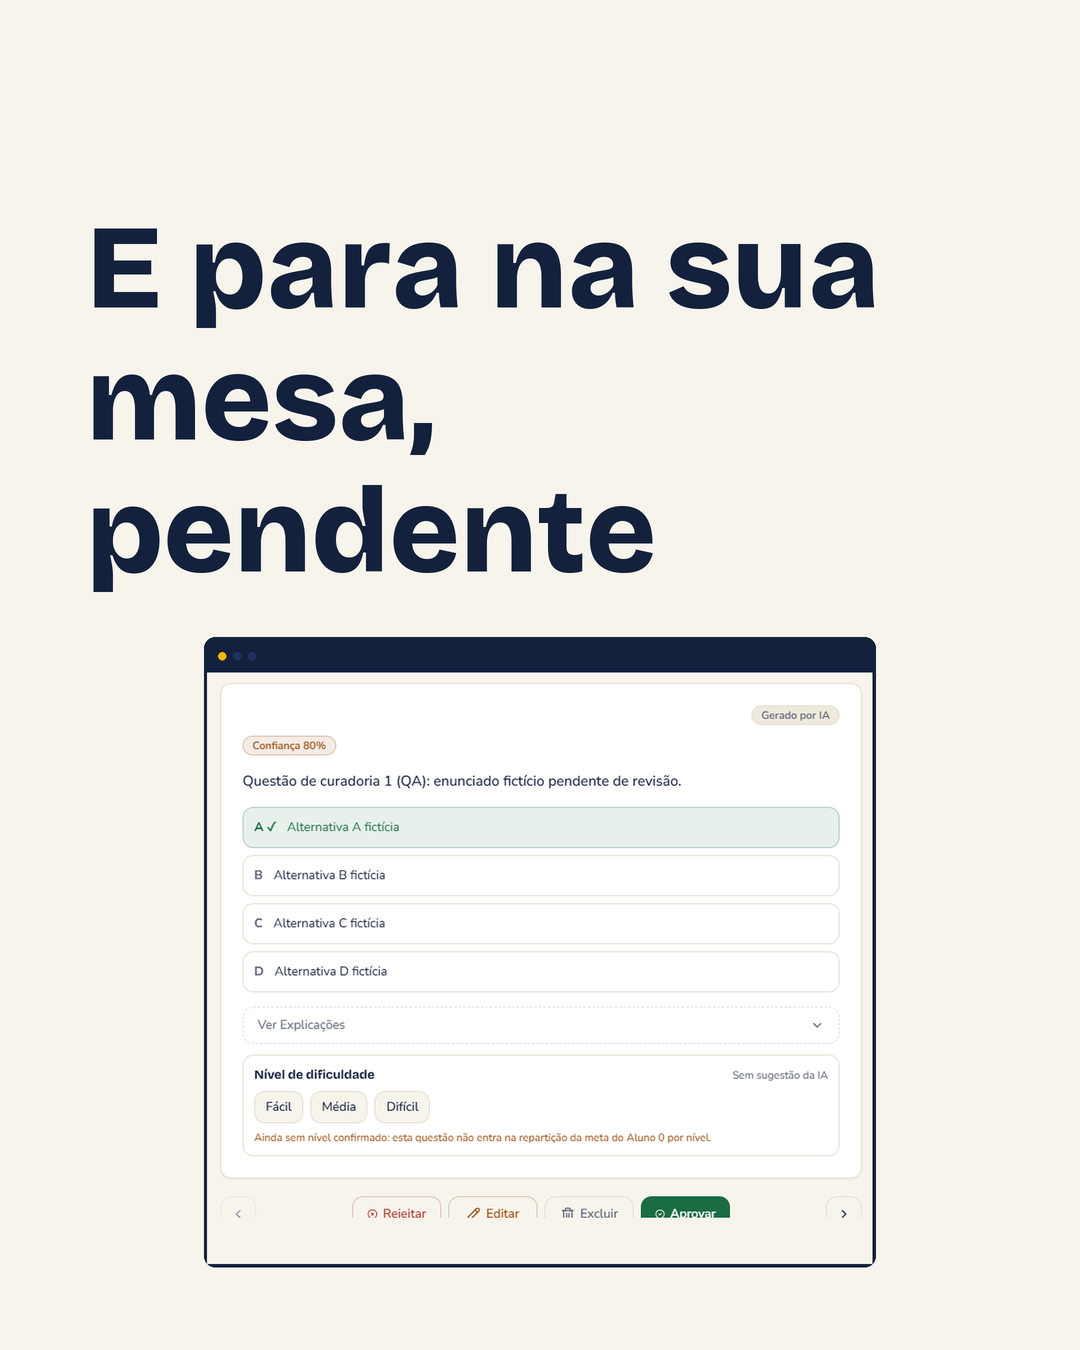 E para na sua
mesa,
pendente
Gerado por IA
Confiança 80%
Questão de curadoria 1 (QA): enunciado fictício pendente de revisão.
A ✓ Alternativa A fictícia
B Alternativa B fictícia
C Alternativa C fictícia
D Alternativa D fictícia
Ver Explicações
Nível de dificuldade Sem sugestão da IA
Fácil Média Difícil
Ainda sem nível confirmado: esta questão não entra na repartição da meta do Aluno 0 por nível.
Rejeitar Editar Excluir Aprovar